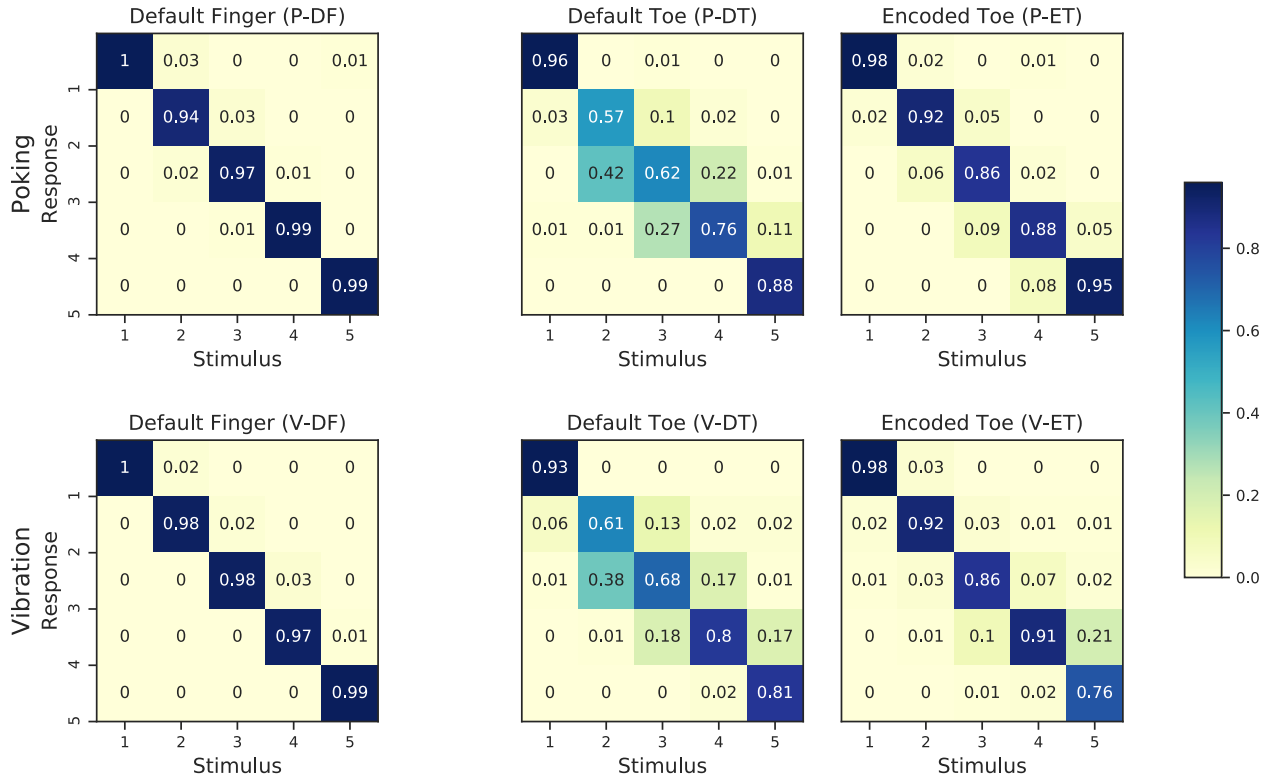 Default Finger (P-DF) Default Toe (P-DT) Encoded Toe (P-ET)
1 0.03 0 0 0.01 0.96 0 0.01 0 0 0.98 0.02 0 0.01 0
1
0 0.94 0.03 0 0 0.03 0.57 0.1 0.02 0 0.02 0.92 0.05 0 0
2
Poking
Response
0 0.02 0.97 0.01 0 0 0.42 0.62 0.22 0.01 0 0.06 0.86 0.02 0
3
0 0 0.01 0.99 0 0.01 0.01 0.27 0.76 0.11 0 0 0.09 0.88 0.05
4
0 0 0 0 0.99 0 0 0 0 0.88 0 0 0 0.08 0.95
5
1 2 3 4 5 1 2 3 4 5 1 2 3 4 5
Stimulus Stimulus Stimulus
Default Finger (V-DF) Default Toe (V-DT) Encoded Toe (V-ET)
1 0.02 0 0 0 0.93 0 0 0 0 0.98 0.03 0 0 0
1
0 0.98 0.02 0 0 0.06 0.61 0.13 0.02 0.02 0.02 0.92 0.03 0.01 0.01
2
Vibration
Response
0 0 0.98 0.03 0 0.01 0.38 0.68 0.17 0.01 0.01 0.03 0.86 0.07 0.02
3
0 0 0 0.97 0.01 0 0.01 0.18 0.8 0.17 0 0.01 0.1 0.91 0.21
4
0 0 0 0 0.99 0 0 0 0.02 0.81 0 0 0.01 0.02 0.76
5
1 2 3 4 5 1 2 3 4 5 1 2 3 4 5
Stimulus Stimulus Stimulus
0.8
0.6
0.4
0.2
0.0